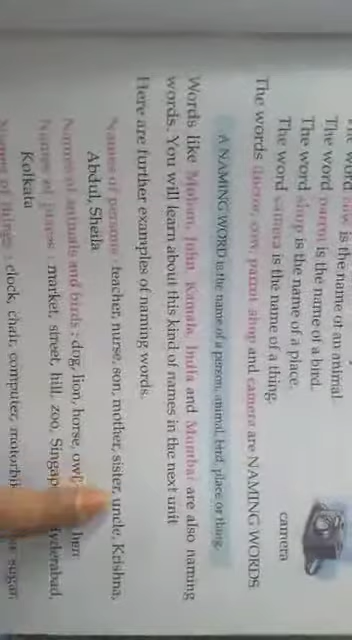 The word cow is the name of an animal
The word parrot is the name of a bird.
The word shop is the name of a place.
The word camera is the name of a thing.
camera
The words doctor, cow, parrot shop and camera are NAMING WORDS
A NAMING WORD is the name of a person, animal, bird, place or thing.
Words like Mohan, John, Kamala, India and Mumbai are also naming
words. You will learn about this kind of names in the next unit
Here are further examples of naming words.
Names of persons : teacher, nurse, son, mother, sister, uncle, Krishna,
Abdul, Sheila
Names of animals and birds : dog, lion, horse, owl hen
Names of places : market, street, hill, zoo, Hyderabad,
Kolkata
Names of things : clock, chair, computer, sugar,